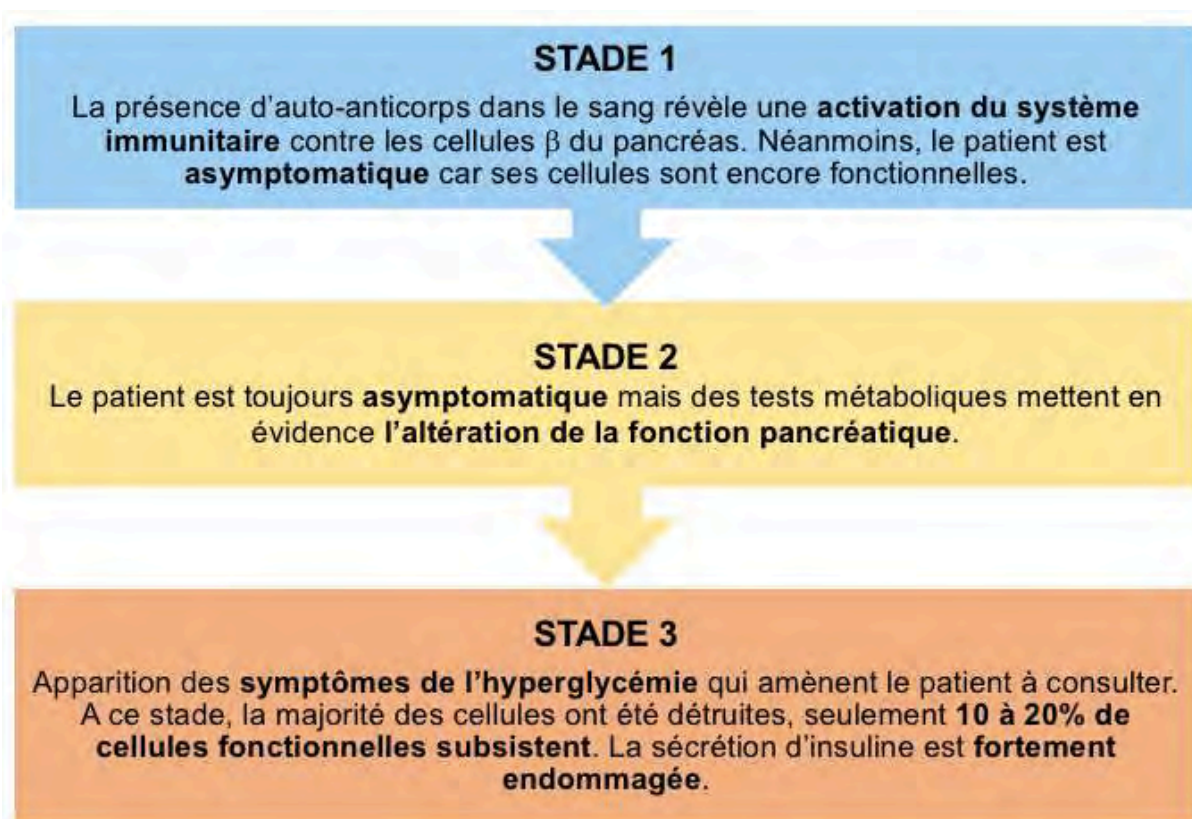 STADE 1
La présence d'auto-anticorps dans le sang révèle une activation du système
immunitaire contre les cellules β du pancréas. Néanmoins, le patient est
asymptomatique car ses cellules sont encore fonctionnelles.
STADE 2
Le patient est toujours asymptomatique mais des tests métaboliques mettent en
évidence l'altération de la fonction pancréatique.
STADE 3
Apparition des symptômes de l'hyperglycémie qui amènent le patient à consulter.
A ce stade, la majorité des cellules ont été détruites, seulement 10 à 20% de
cellules fonctionnelles subsistent. La sécrétion d'insuline est fortement
endommagée.